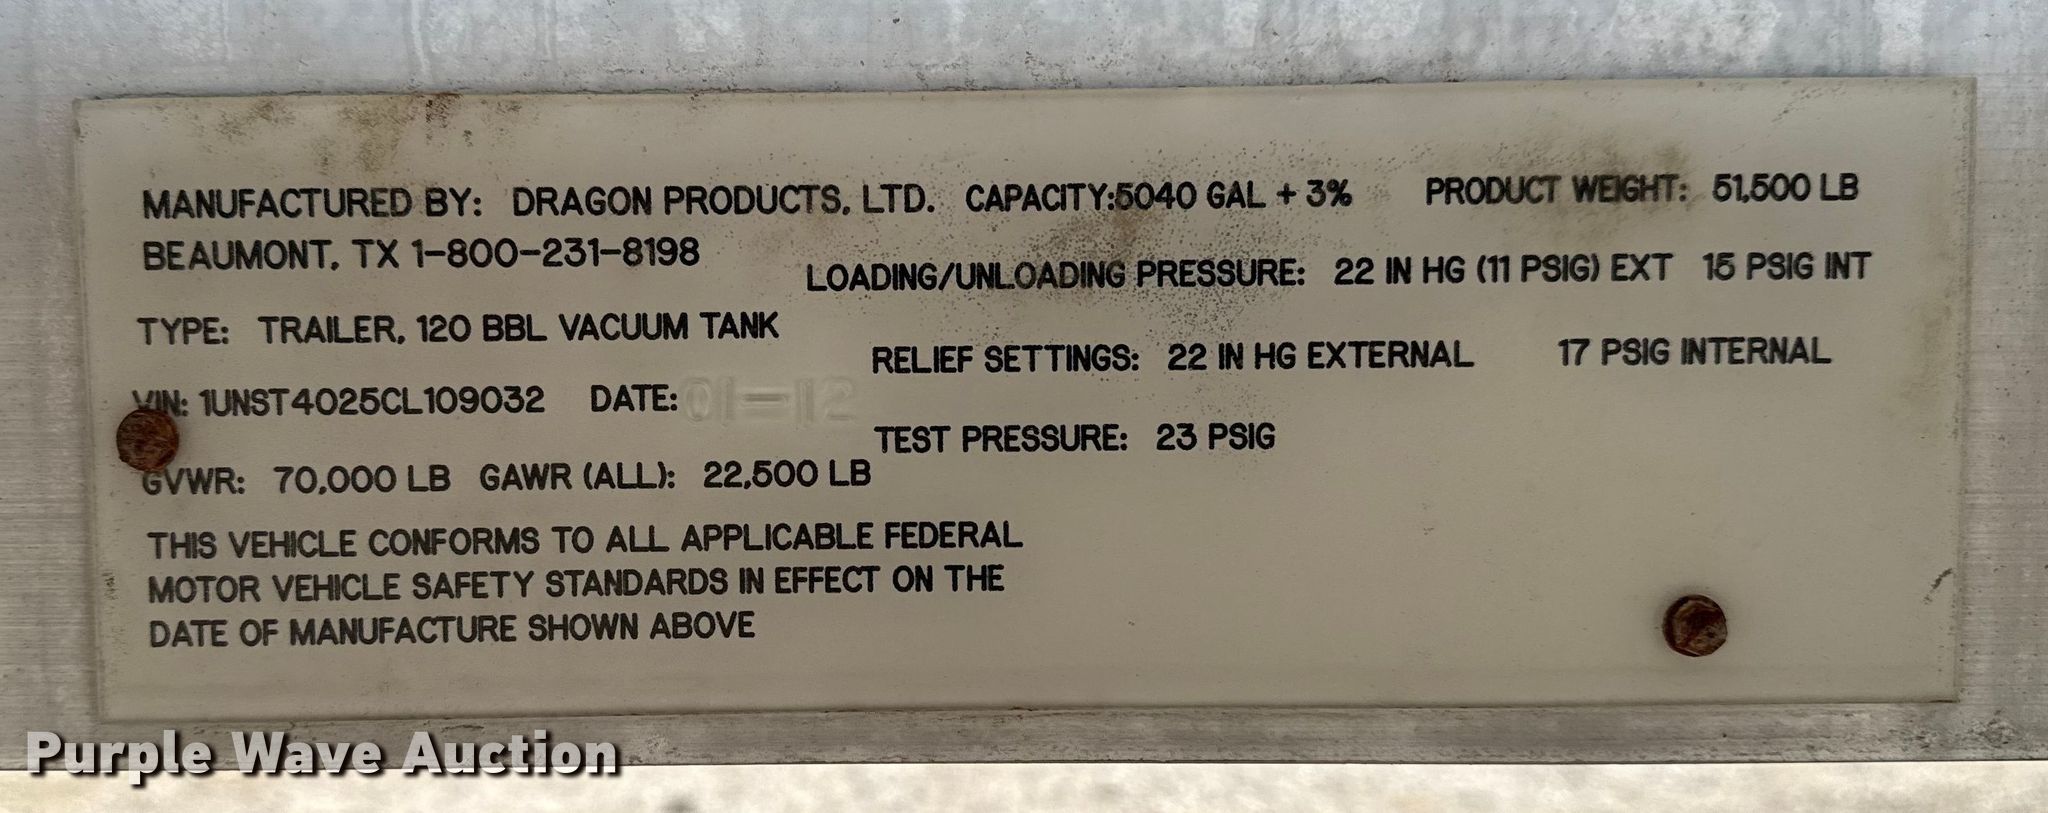 MANUFACTURED BY: DRAGON PRODUCTS, LTD.
BEAUMONT, TX 1-800-231-8198
TYPE: TRAILER, 120 BBL VACUUM TANK
VIN: 1UNST4025CL109032 DATE: 01-12
GVWR: 70,000 LB GAWR (ALL): 22,500 LB
THIS VEHICLE CONFORMS TO ALL APPLICABLE FEDERAL
MOTOR VEHICLE SAFETY STANDARDS IN EFFECT ON THE
DATE OF MANUFACTURE SHOWN ABOVE
CAPACITY:5040 GAL + 3% PRODUCT WEIGHT: 51,500 LB
LOADING/UNLOADING PRESSURE: 22 IN HG (11 PSIG) EXT 15 PSIG INT
RELIEF SETTINGS: 22 IN HG EXTERNAL 17 PSIG INTERNAL
TEST PRESSURE: 23 PSIG
Purple Wave Auction